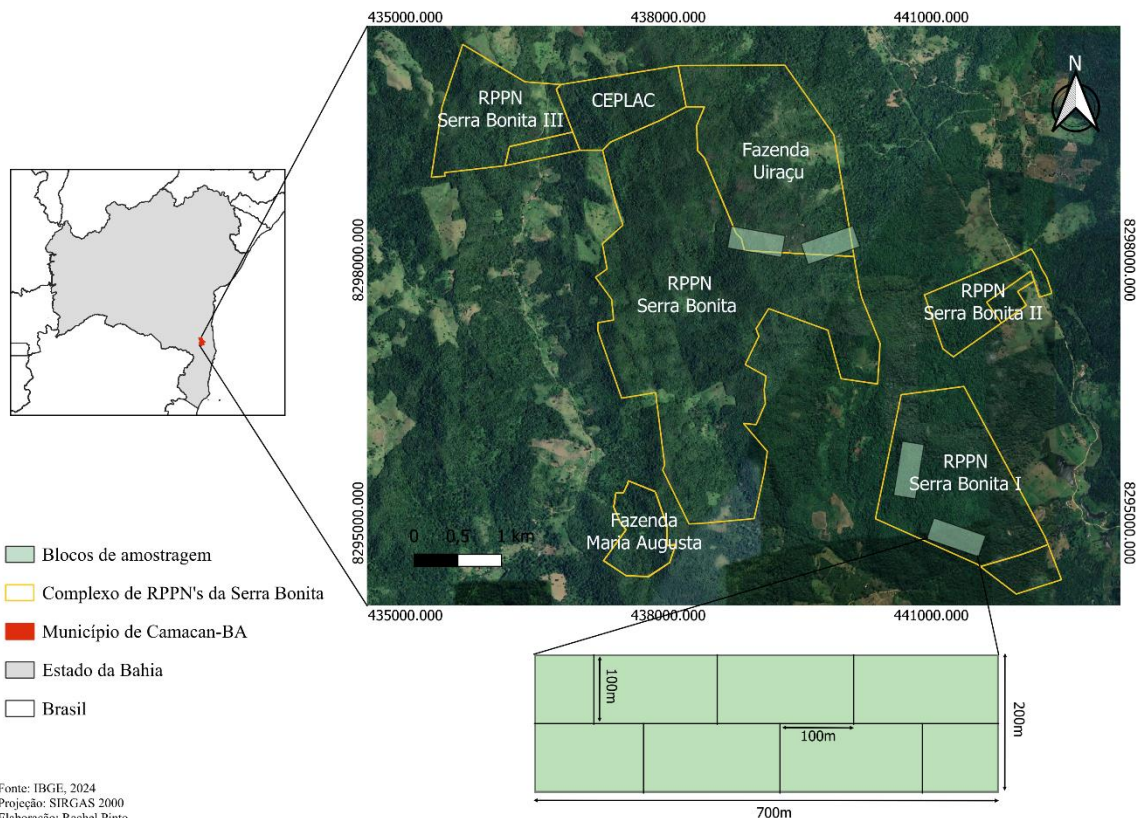 435000.000
438000.000
441000.000
N
RPPN
Serra Bonita III
CEPLAC
Fazenda
Uiraçu
8298000.000
8298000.000
RPPN
Serra Bonita
RPPN
Serra Bonita II
RPPN
Serra Bonita I
Fazenda
Maria Augusta
0 0,5 1 km
8295000.000
8295000.000
435000.000
438000.000
441000.000
Blocos de amostragem
Complexo de RPPN's da Serra Bonita
Município de Camacan-BA
Estado da Bahia
Brasil
100m
100m
200m
700m
Fonte: IBGE, 2024
Projeção: SIRGAS 2000
Elaboração: Rachel Pinto